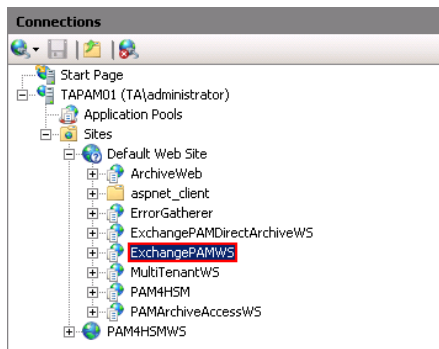 Connections
Start Page
TAPAM01 (TA\administrator)
Application Pools
Sites
Default Web Site
ArchiveWeb
aspnet_client
ErrorGatherer
ExchangePAMDirectArchiveWS
ExchangePAMWS
MultiTenantWS
PAM4HSM
PAMArchiveAccessWS
PAM4HSMWS